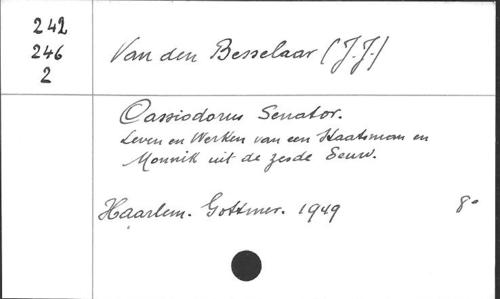 242
246
2
Van den Besselaar (J.J.)
Cassiodorus Senator.
Leven en Werken van een Staatsman en
Monnik uit de zesde Eeuw.
Haarlem. Gottmer. 1949 8º